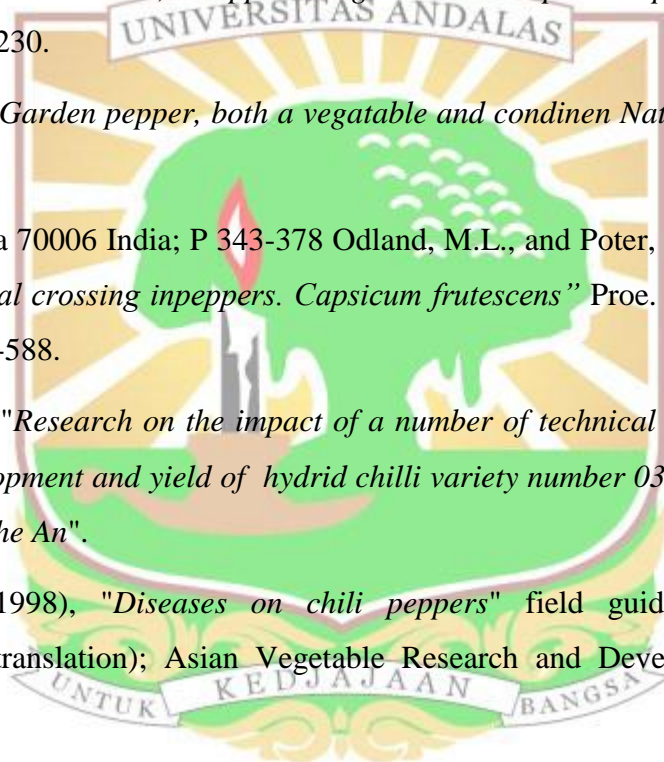 UNIVERSITAS ANDALAS
230.
Garden pepper, both a vegatable and condinen Nat
a 70006 India; P 343-378 Odland, M.L., and Poter,
al crossing inpeppers. Capsicum frutescens” Proe.
-588.
"Research on the impact of a number of technical
opment and yield of hydrid chilli variety number 03
he An".
1998), "Diseases on chili peppers" field guid
translation); Asian Vegetable Research and Deve
UNTUK KEDJAJAAN BANGSA